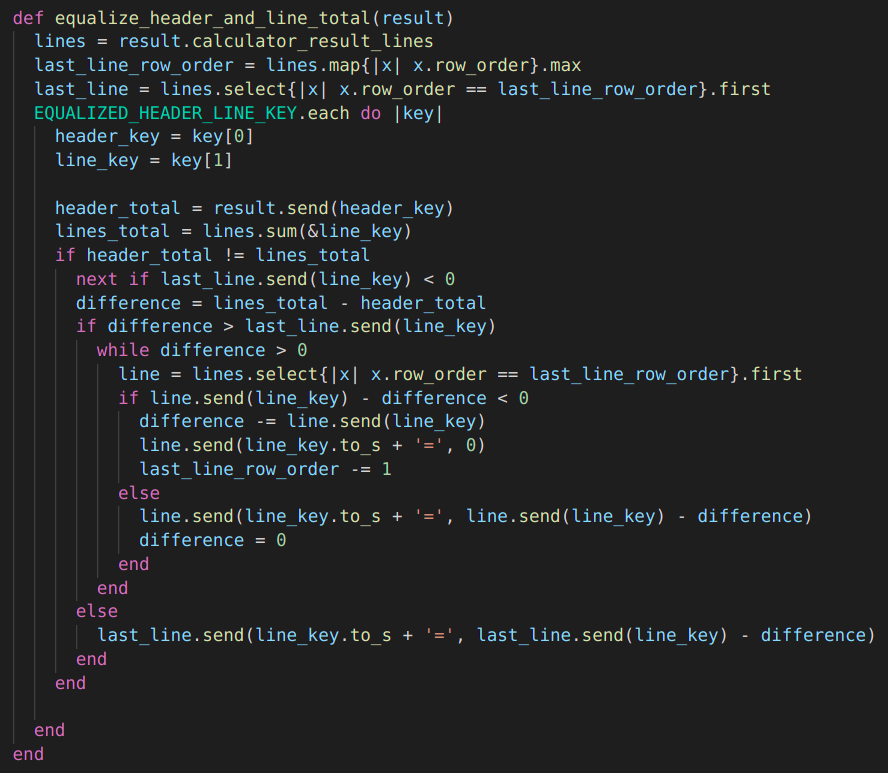 def equalize_header_and_line_total(result)
  lines = result.calculator_result_lines
  last_line_row_order = lines.map{|x| x.row_order}.max
  last_line = lines.select{|x| x.row_order == last_line_row_order}.first
  EQUALIZED_HEADER_LINE_KEY.each do |key|
    header_key = key[0]
    line_key = key[1]

    header_total = result.send(header_key)
    lines_total = lines.sum(&line_key)
    if header_total != lines_total
      next if last_line.send(line_key) < 0
      difference = lines_total - header_total
      if difference > last_line.send(line_key)
        while difference > 0
          line = lines.select{|x| x.row_order == last_line_row_order}.first
          if line.send(line_key) - difference < 0
            difference -= line.send(line_key)
            line.send(line_key.to_s + '=', 0)
            last_line_row_order -= 1
          else
            line.send(line_key.to_s + '=', line.send(line_key) - difference)
            difference = 0
          end
        end
      else
        last_line.send(line_key.to_s + '=', last_line.send(line_key) - difference)
      end
    end

  end
end